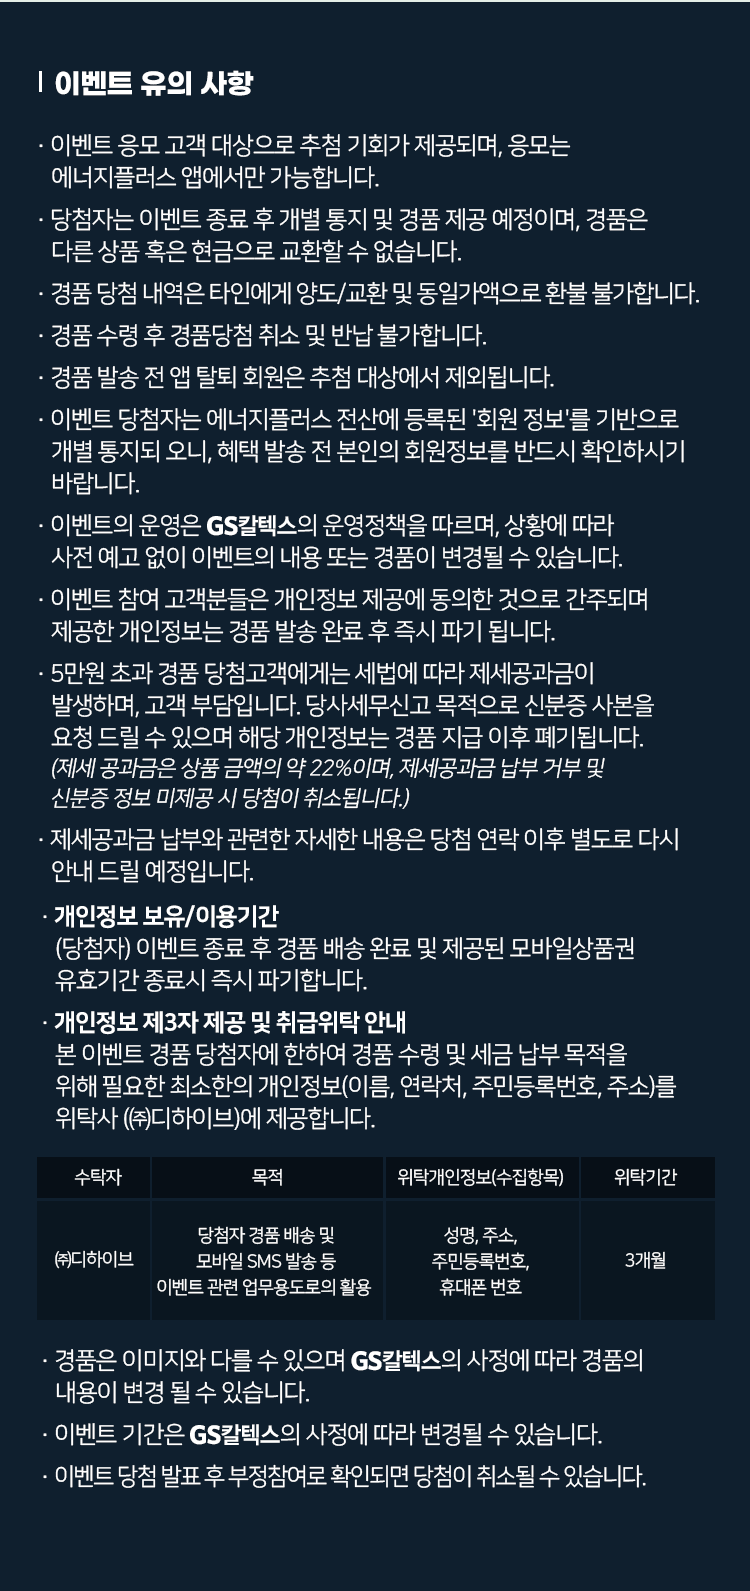 이벤트 유의 사항
· 이벤트 응모 고객 대상으로 추첨 기회가 제공되며, 응모는
에너지플러스 앱에서만 가능합니다.
· 당첨자는 이벤트 종료 후 개별 통지 및 경품 제공 예정이며, 경품은
다른 상품 혹은 현금으로 교환할 수 없습니다.
· 경품 당첨 내역은 타인에게 양도/교환 및 동일가액으로 환불 불가합니다.
· 경품 수령 후 경품당첨 취소 및 반납 불가합니다.
· 경품 발송 전 앱 탈퇴 회원은 추첨 대상에서 제외됩니다.
· 이벤트 당첨자는 에너지플러스 전산에 등록된 '회원 정보'를 기반으로
개별 통지되 오니, 혜택 발송 전 본인의 회원정보를 반드시 확인하시기
바랍니다.
· 이벤트의 운영은 GS칼텍스의 운영정책을 따르며, 상황에 따라
사전 예고 없이 이벤트의 내용 또는 경품이 변경될 수 있습니다.
· 이벤트 참여 고객분들은 개인정보 제공에 동의한 것으로 간주되며
제공한 개인정보는 경품 발송 완료 후 즉시 파기 됩니다.
· 5만원 초과 경품 당첨고객에게는 세법에 따라 제세공과금이
발생하며, 고객 부담입니다. 당사세무신고 목적으로 신분증 사본을
요청 드릴 수 있으며 해당 개인정보는 경품 지급 이후 폐기됩니다.
(제세 공과금은 상품 금액의 약 22%이며, 제세공과금 납부 거부 및
신분증 정보 미제공 시 당첨이 취소됩니다.)
· 제세공과금 납부와 관련한 자세한 내용은 당첨 연락 이후 별도로 다시
안내 드릴 예정입니다.
· 개인정보 보유/이용기간
(당첨자) 이벤트 종료 후 경품 배송 완료 및 제공된 모바일상품권
유효기간 종료시 즉시 파기합니다.
· 개인정보 제3자 제공 및 취급위탁 안내
본 이벤트 경품 당첨자에 한하여 경품 수령 및 세금 납부 목적을
위해 필요한 최소한의 개인정보(이름, 연락처, 주민등록번호, 주소)를
위탁사 (㈜디하이브)에 제공합니다.
수탁자 목적 위탁개인정보(수집항목) 위탁기간
㈜디하이브
당첨자 경품 배송 및
모바일 SMS 발송 등
이벤트 관련 업무용도로의 활용
성명, 주소,
주민등록번호,
휴대폰 번호
3개월
· 경품은 이미지와 다를 수 있으며 GS칼텍스의 사정에 따라 경품의
내용이 변경 될 수 있습니다.
· 이벤트 기간은 GS칼텍스의 사정에 따라 변경될 수 있습니다.
· 이벤트 당첨 발표 후 부정참여로 확인되면 당첨이 취소될 수 있습니다.